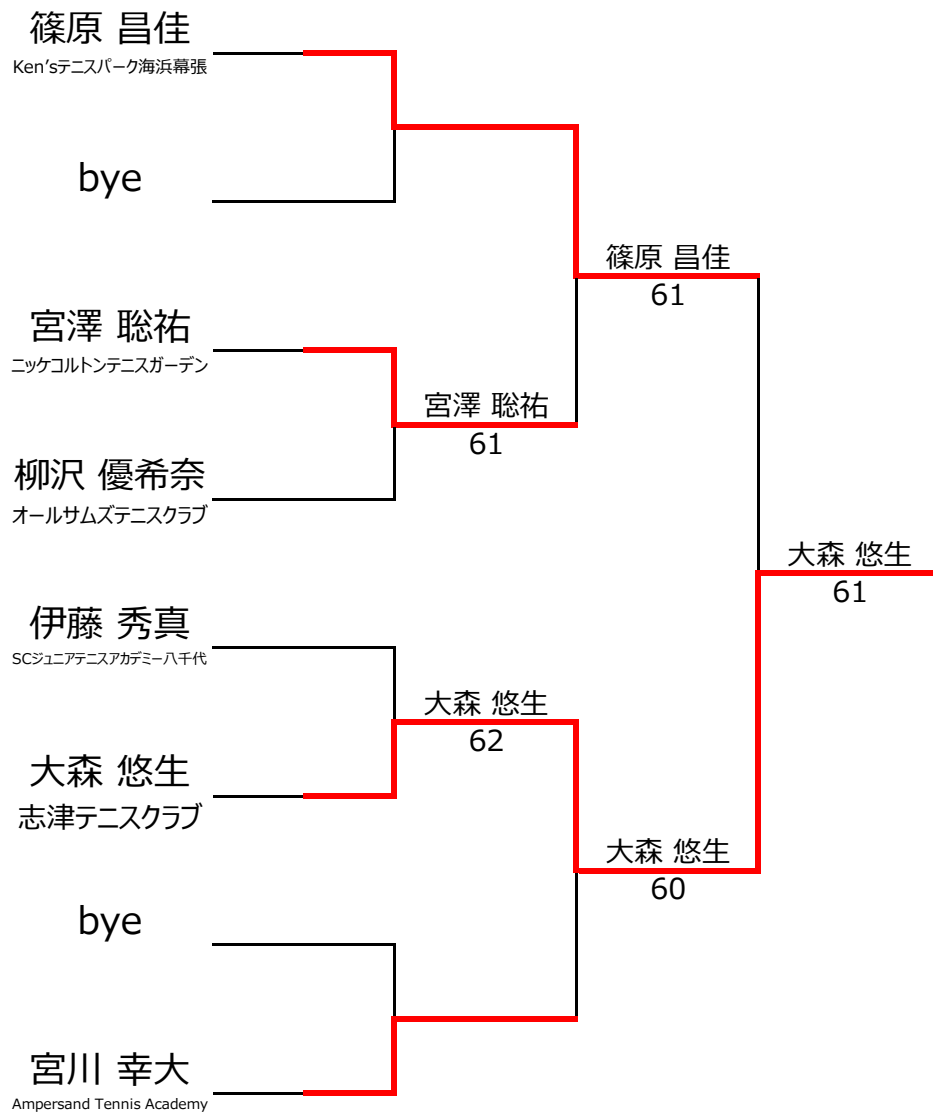 篠原 昌佳
Ken'sテニスパーク海浜幕張
bye
篠原 昌佳
61
宮澤 聡祐
ニッケコルトンテニスガーデン
宮澤 聡祐
61
柳沢 優希奈
オールサムズテニスクラブ
大森 悠生
61
伊藤 秀真
SCジュニアテニスアカデミー八千代
大森 悠生
62
大森 悠生
志津テニスクラブ
大森 悠生
60
bye
宮川 幸大
Ampersand Tennis Academy